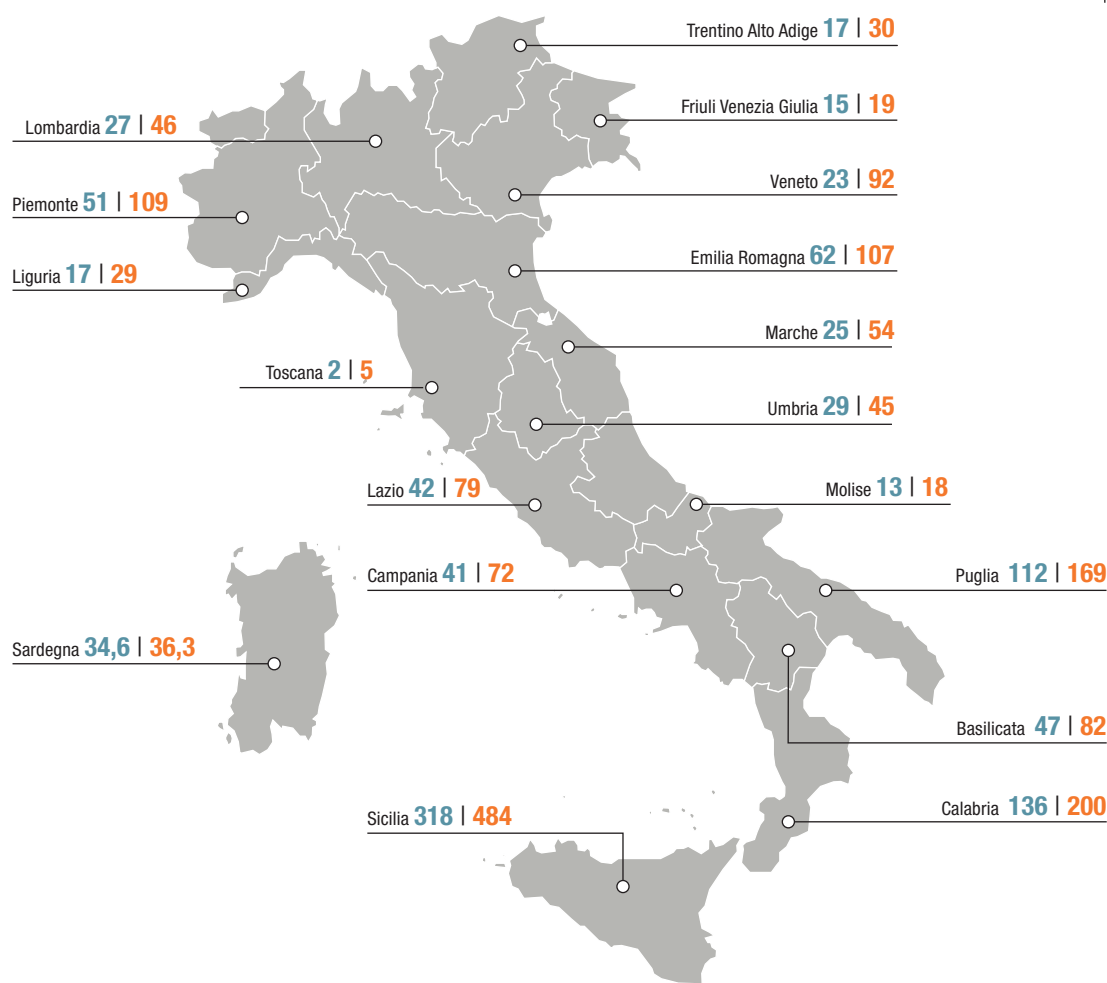 Trentino Alto Adige 17 | 30
Friuli Venezia Giulia 15 | 19
Lombardia 27 | 46
Veneto 23 | 92
Piemonte 51 | 109
Emilia Romagna 62 | 107
Liguria 17 | 29
Marche 25 | 54
Toscana 2 | 5
Umbria 29 | 45
Lazio 42 | 79
Molise 13 | 18
Campania 41 | 72
Puglia 112 | 169
Sardegna 34,6 | 36,3
Basilicata 47 | 82
Sicilia 318 | 484
Calabria 136 | 200